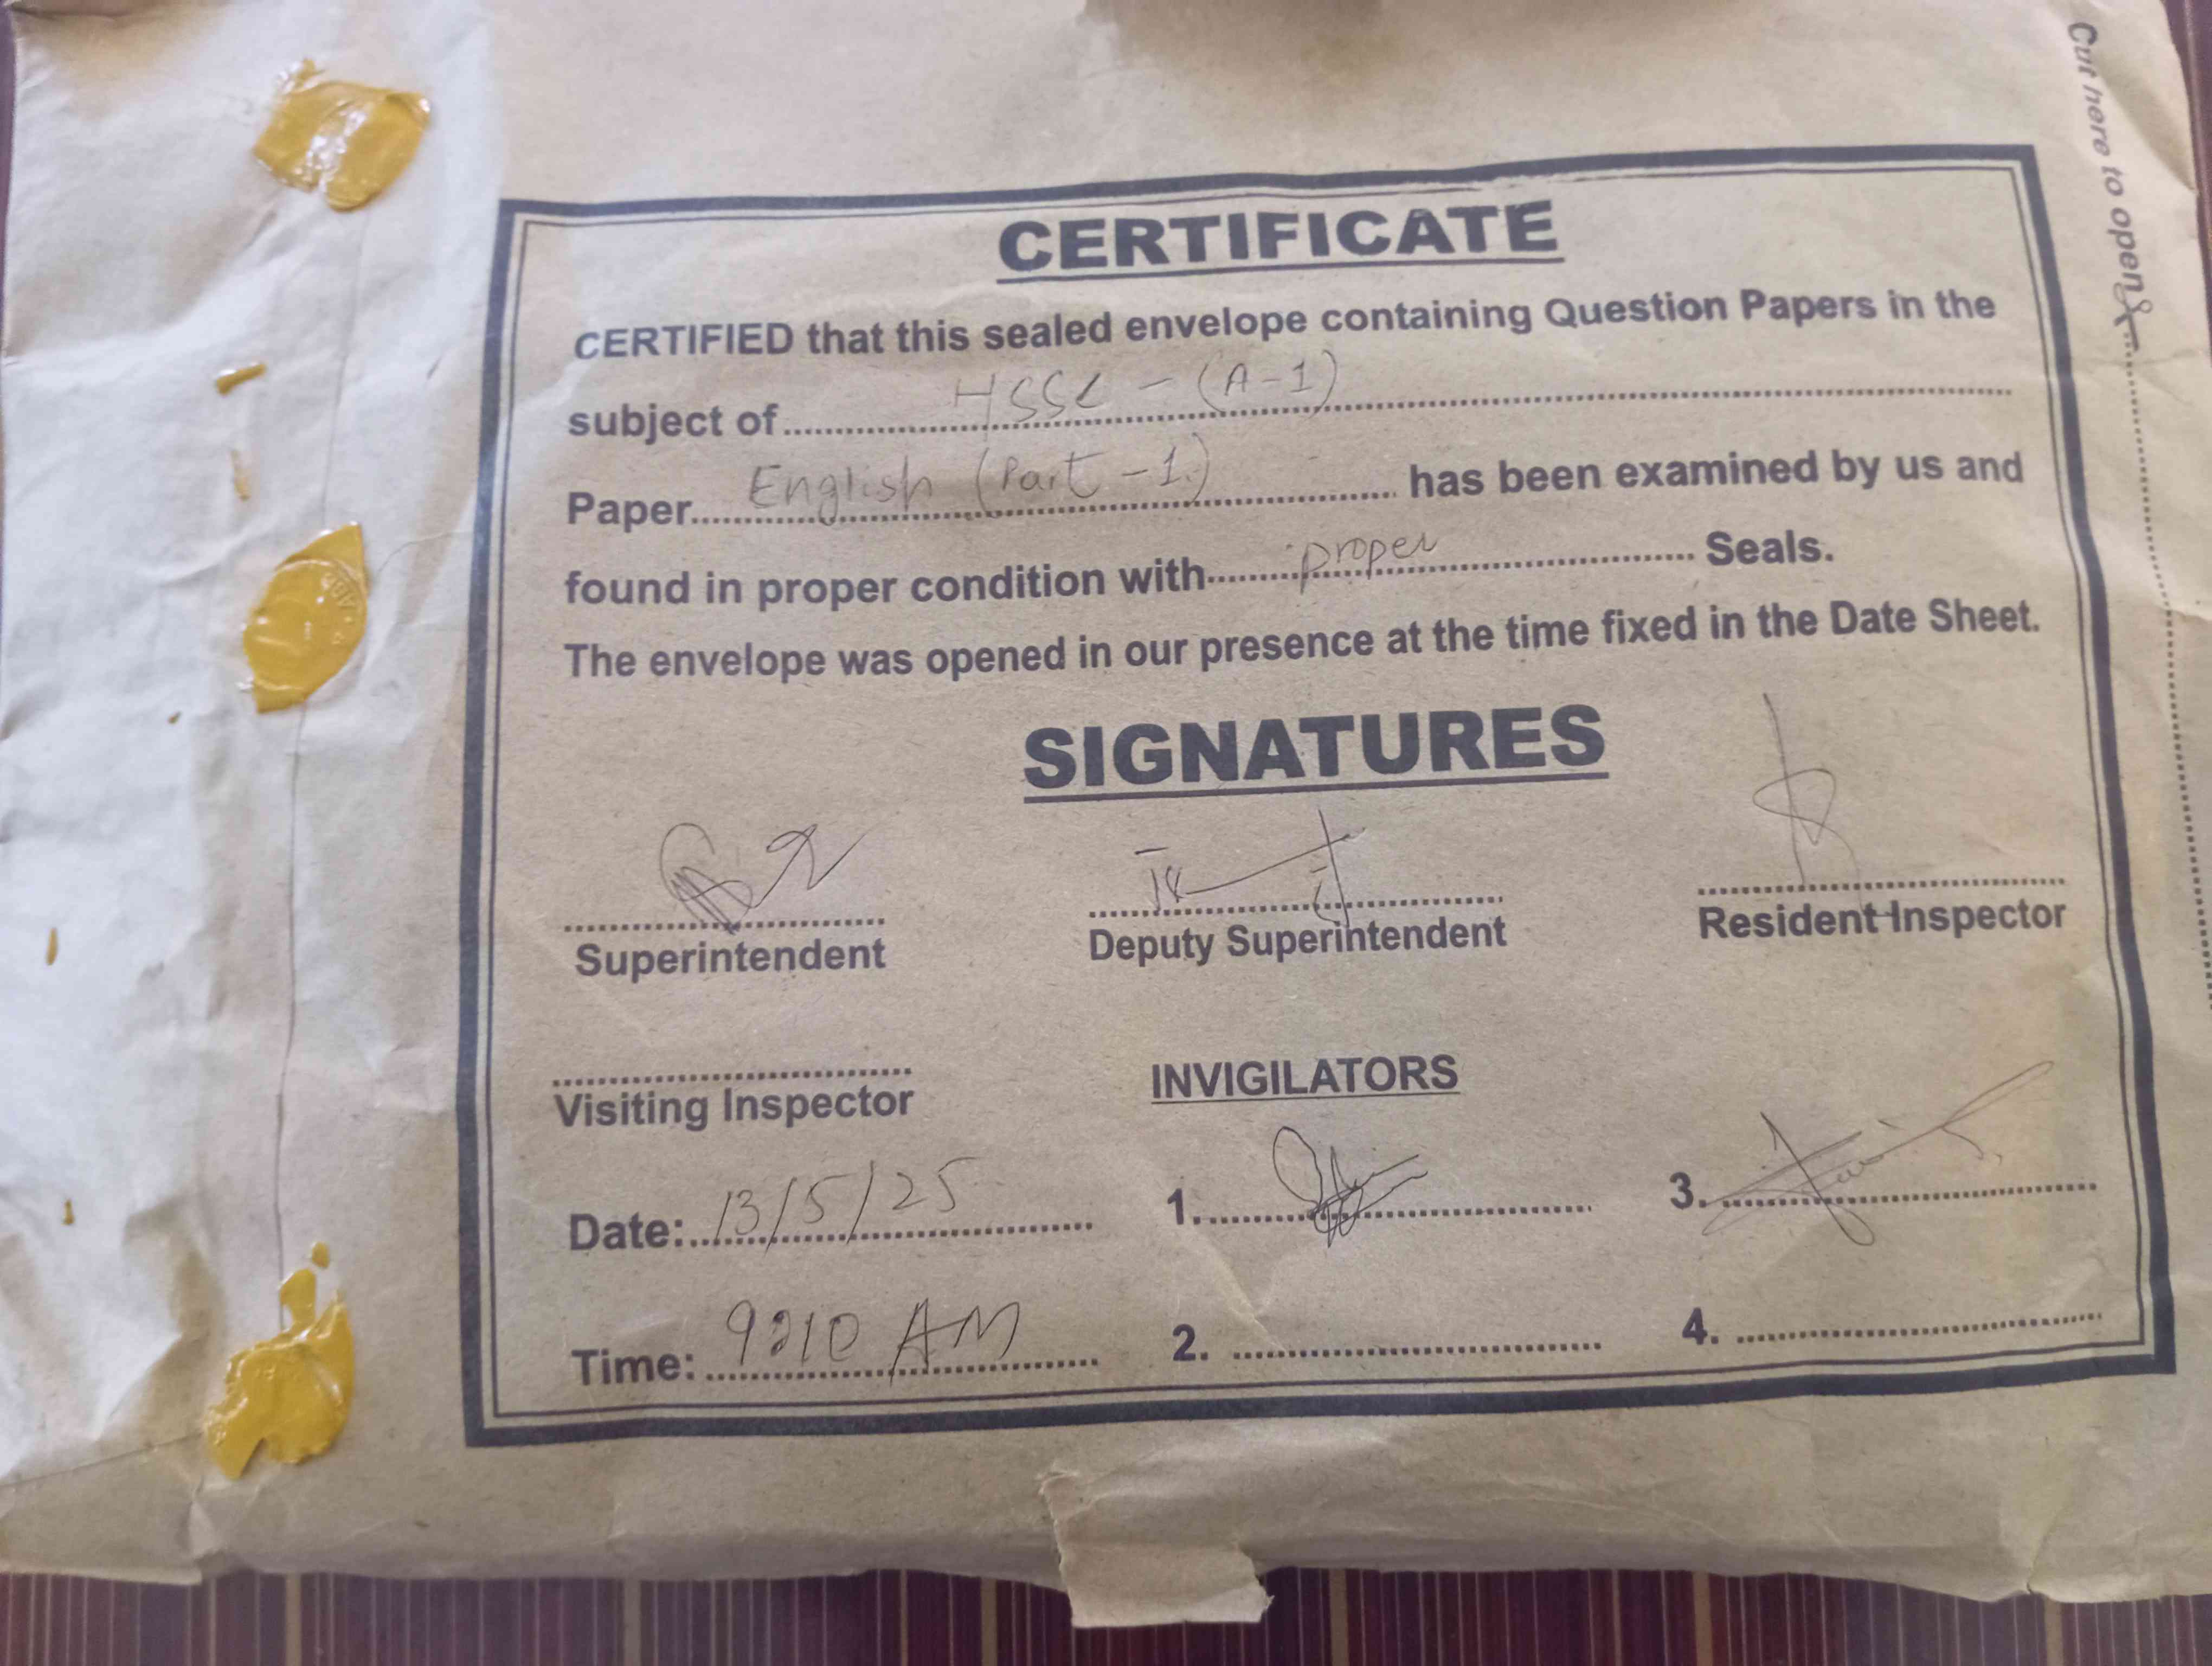 Cut here to open
CERTIFICATE
CERTIFIED that this sealed envelope containing Question Papers in the
subject of HSSC - (A-1)
Paper English (Part -1) has been examined by us and
found in proper condition with proper Seals.
The envelope was opened in our presence at the time fixed in the Date Sheet.
SIGNATURES
Superintendent Deputy Superintendent Resident Inspector
Visiting Inspector INVIGILATORS
Date: 13/5/25 1. 3.
Time: 9:10 AM 2. 4.